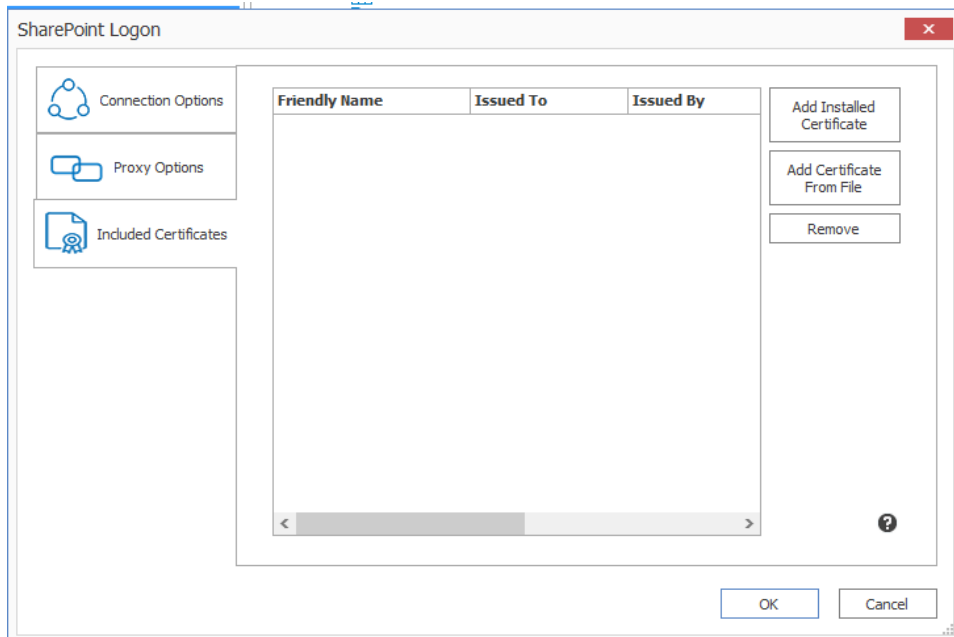 SharePoint Logon
Connection Options
Proxy Options
Included Certificates
Friendly Name Issued To Issued By
Add Installed
Certificate
Add Certificate
From File
Remove
?
OK Cancel